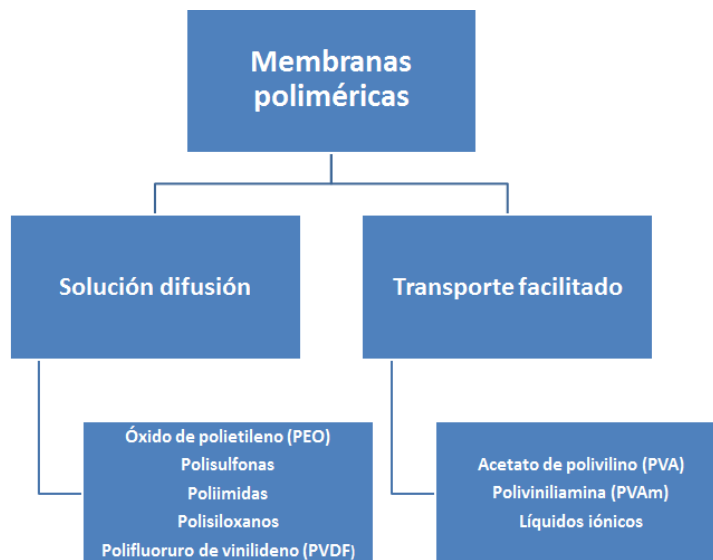 Membranas
poliméricas
Solución difusión
Transporte facilitado
Óxido de polietileno (PEO)
Polisulfonas
Poliimidas
Polisiloxanos
Polifluoruro de vinilideno (PVDF)
Acetato de polivilino (PVA)
Poliviniliamina (PVAm)
Líquidos iónicos